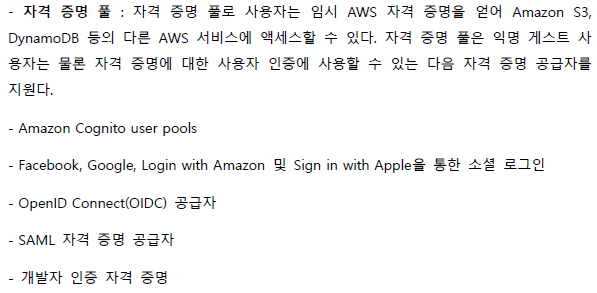 - 자격 증명 풀 : 자격 증명 풀로 사용자는 임시 AWS 자격 증명을 얻어 Amazon S3,
DynamoDB 등의 다른 AWS 서비스에 액세스할 수 있다. 자격 증명 풀은 익명 게스트 사
용자는 물론 자격 증명에 대한 사용자 인증에 사용할 수 있는 다음 자격 증명 공급자를
지원다.
- Amazon Cognito user pools
- Facebook, Google, Login with Amazon 및 Sign in with Apple을 통한 소셜 로그인
- OpenID Connect(OIDC) 공급자
- SAML 자격 증명 공급자
- 개발자 인증 자격 증명